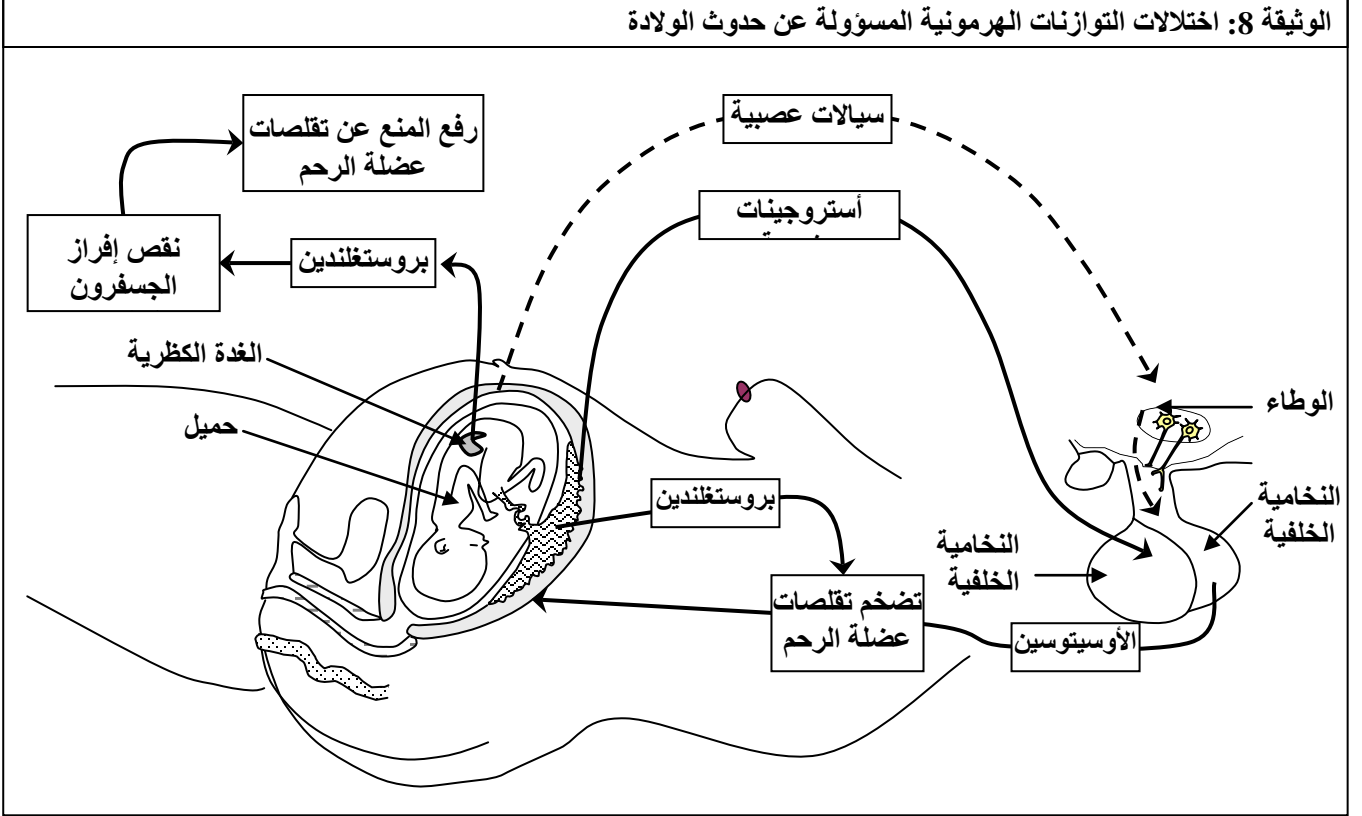 الوثيقة 8: اختلالات التوازنات الهرمونية المسؤولة عن حدوث الولادة
سيالات عصبية
رفع المنع عن تقلصات
عضلة الرحم
أستروجينات
نقص إفراز
الجسفرون
بروستغلندين
الغدة الكظرية
حميل
الوطاء
بروستغلندين
النخامية
الخلفية
النخامية
الخلفية
تضخم تقلصات
عضلة الرحم
الأوسيتوسين